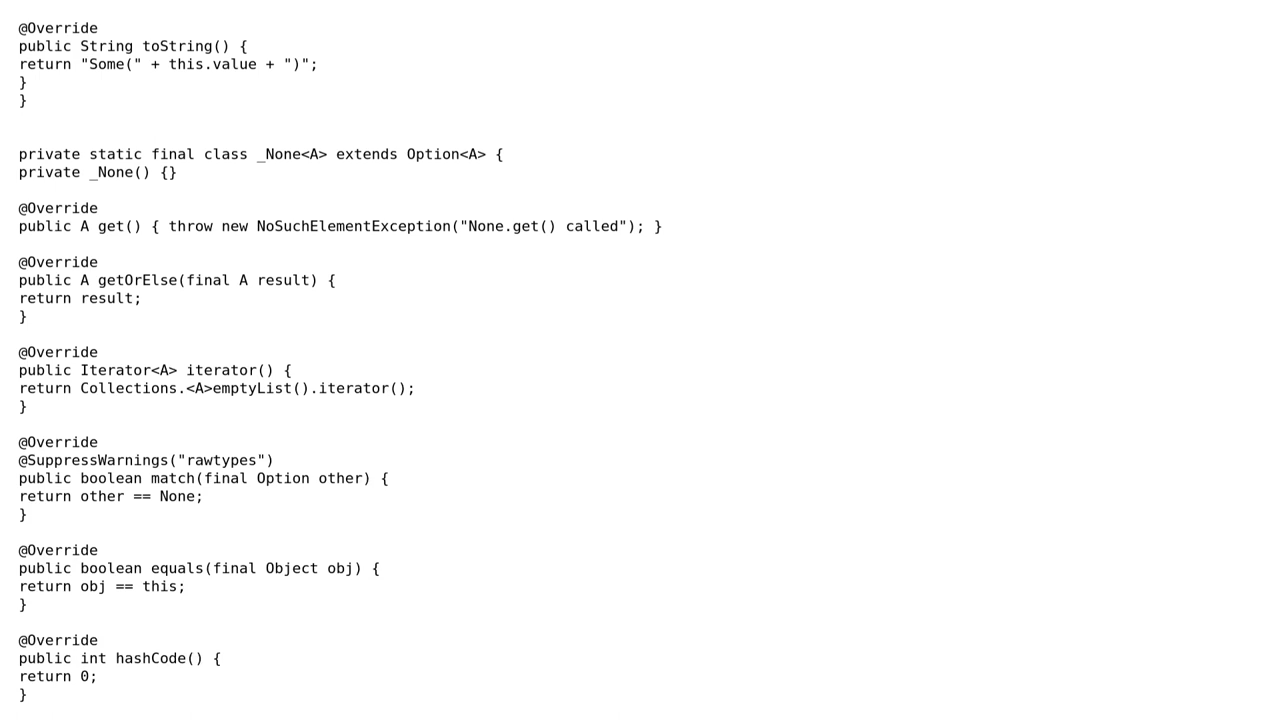 @Override
public String toString() {
return "Some(" + this.value + ")";
}
}
private static final class _None<A> extends Option<A> {
private _None() {}
@Override
public A get() { throw new NoSuchElementException("None.get() called"); }
@Override
public A getOrElse(final A result) {
return result;
}
@Override
public Iterator<A> iterator() {
return Collections.<A>emptyList().iterator();
}
@Override
@SuppressWarnings("rawtypes")
public boolean match(final Option other) {
return other == None;
}
@Override
public boolean equals(final Object obj) {
return obj == this;
}
@Override
public int hashCode() {
return 0;
}